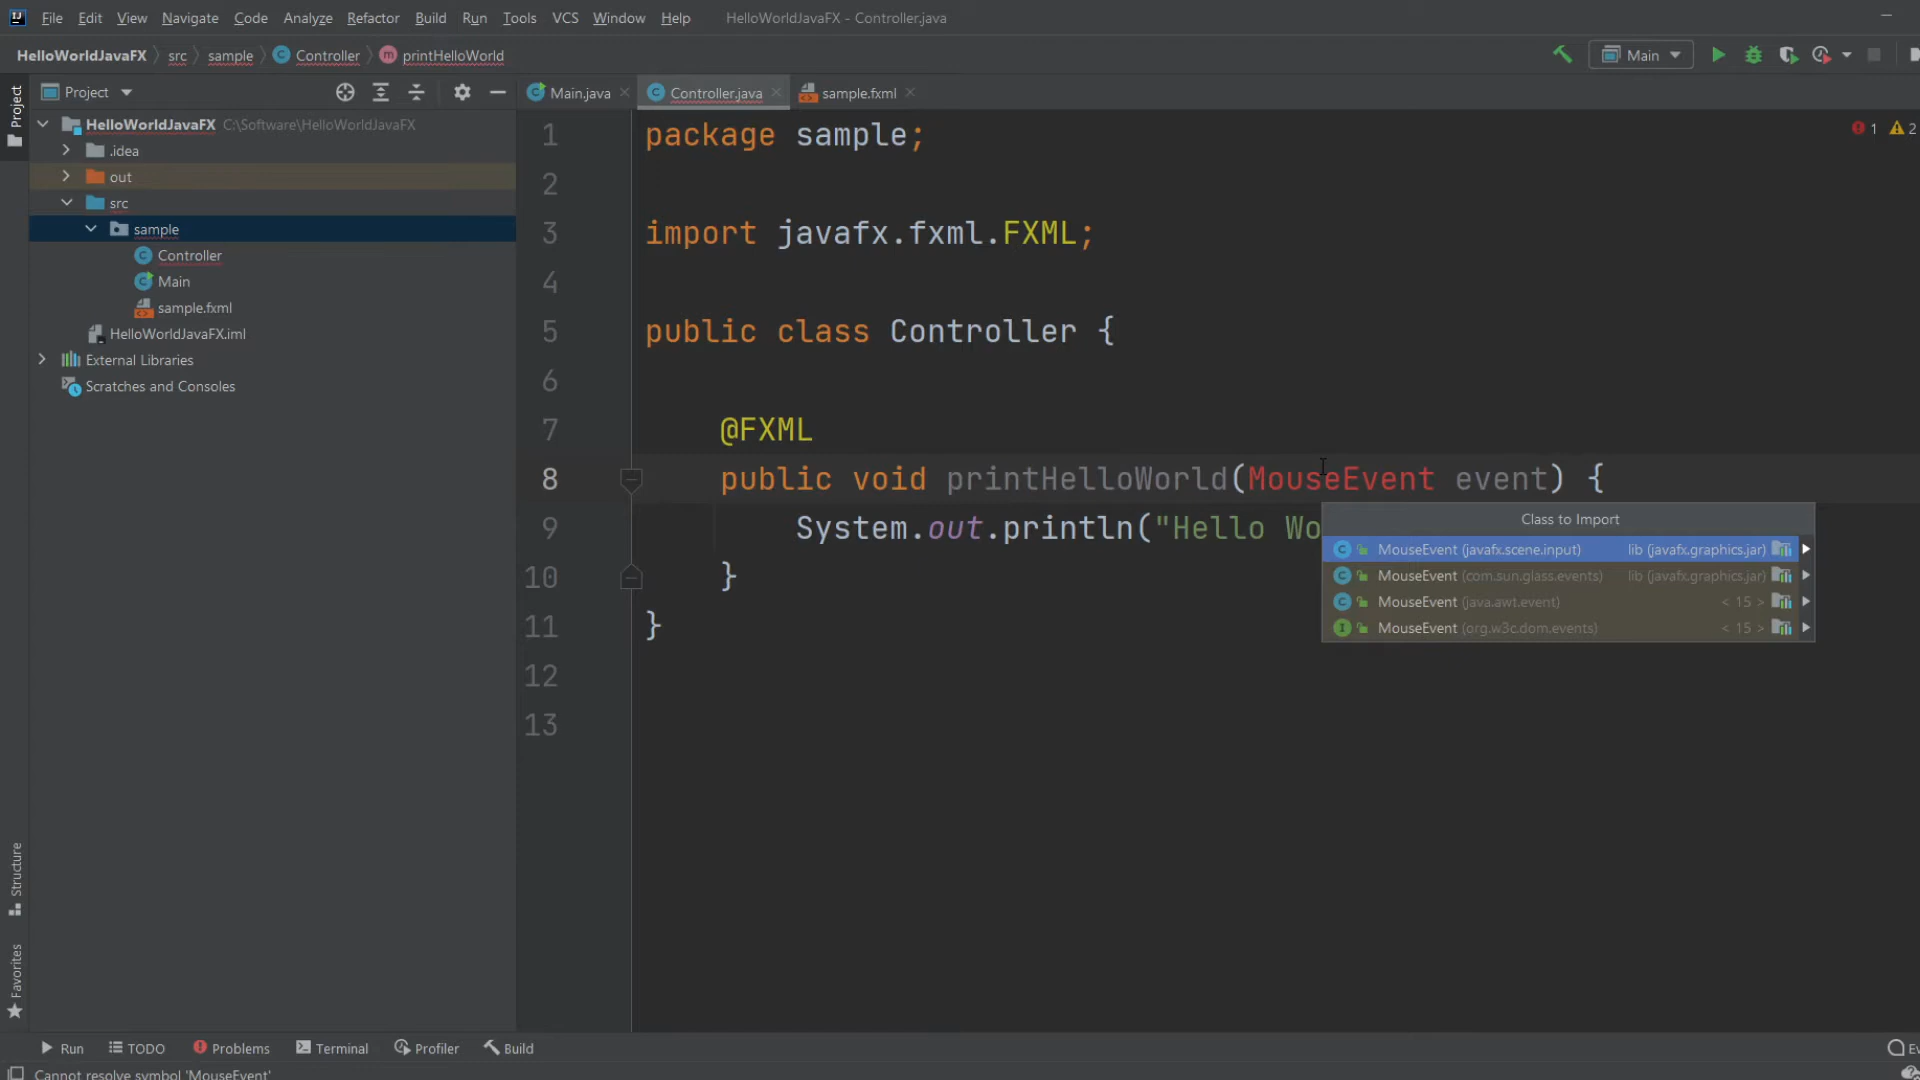 File Edit View Navigate Code Analyze Refactor Build Run Tools VCS Window Help HelloWorldJavaFX - Controller.java
HelloWorldJavaFX src sample Controller printHelloWorld Main
Project
Project
HelloWorldJavaFX C:\Software\HelloWorldJavaFX
.idea
out
src
sample
Controller
Main
sample.fxml
HelloWorldJavaFX.iml
External Libraries
Scratches and Consoles
Structure
Favorites
Main.java Controller.java sample.fxml
1 2
1 package sample;
2
3 import javafx.fxml.FXML;
4
5 public class Controller {
6
7 @FXML
8 public void printHelloWorld(MouseEvent event) {
9 System.out.println("Hello Wo
10 }
11 }
12
13
Class to Import
MouseEvent (javafx.scene.input) lib (javafx.graphics.jar)
MouseEvent (com.sun.glass.events) lib (javafx.graphics.jar)
MouseEvent (java.awt.event) < 15 >
MouseEvent (org.w3c.dom.events) < 15 >
Run TODO Problems Terminal Profiler Build Ev
Cannot resolve symbol 'MouseEvent'